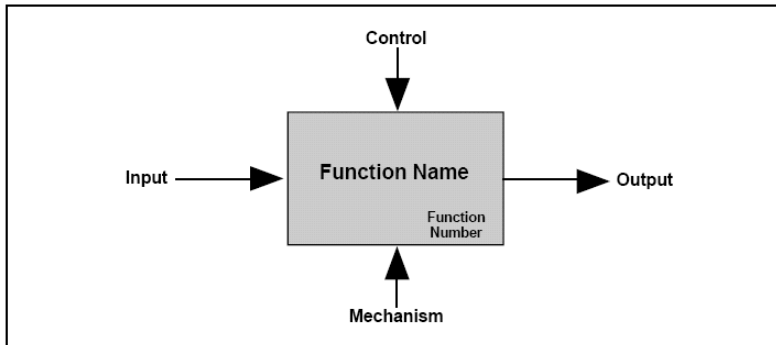 Control
Input
Function Name
Output
Function
Number
Mechanism